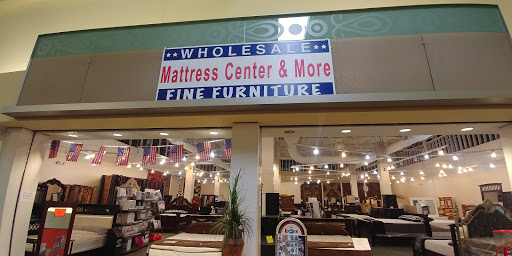 WHOLESALE
Mattress Center & More
FINE FURNITURE